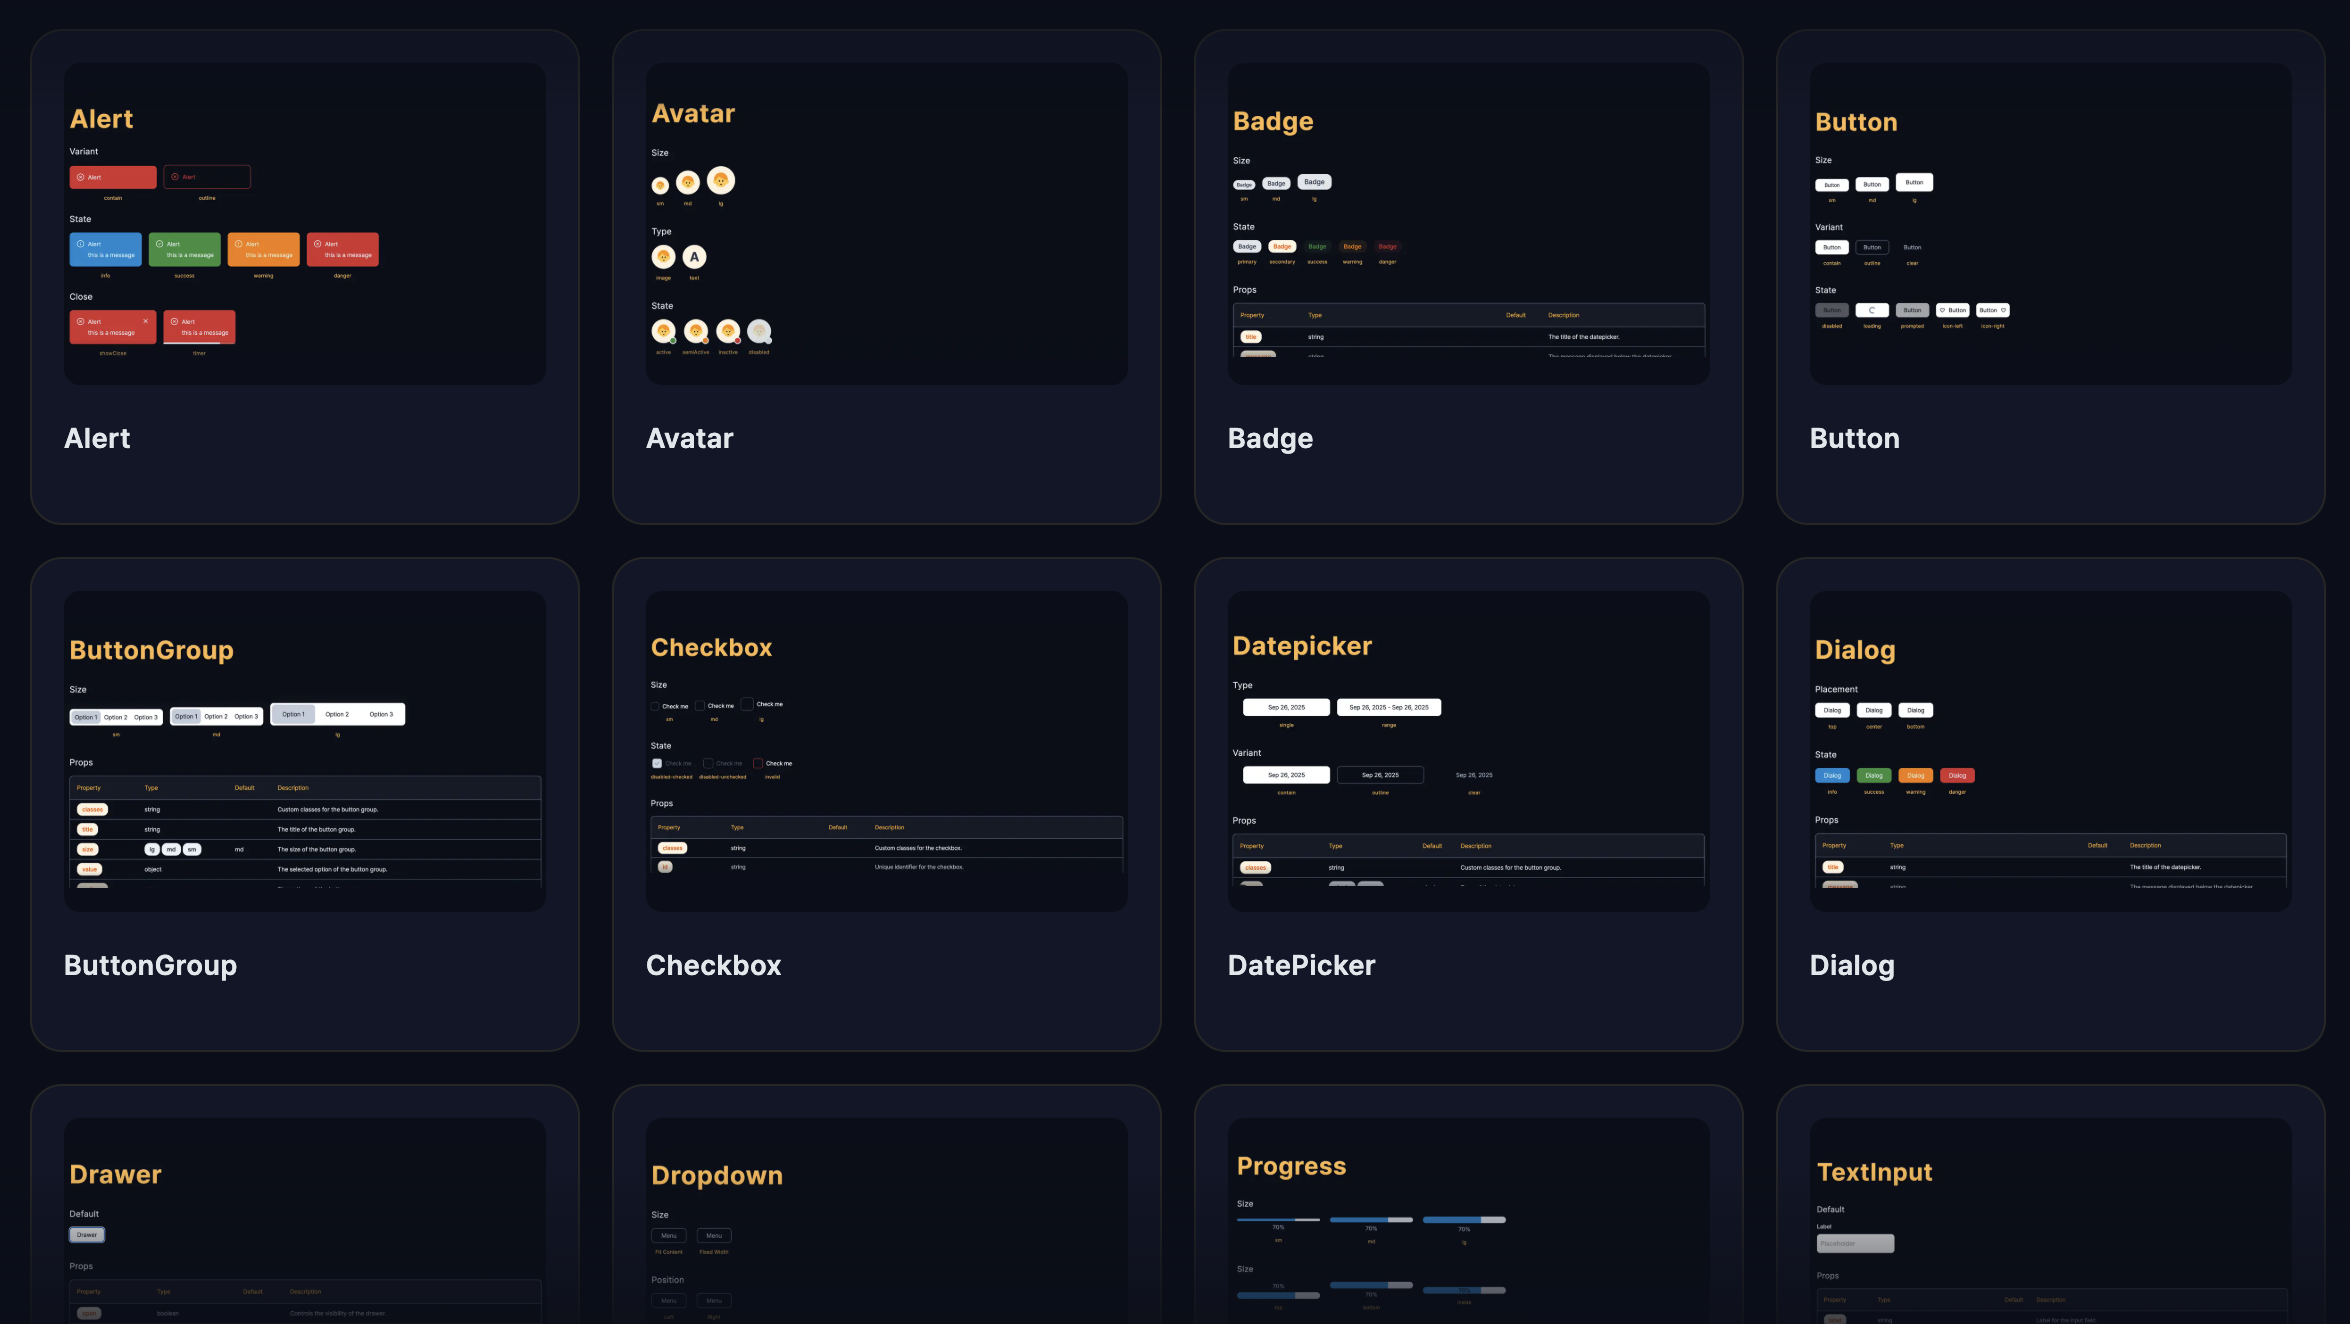 Alert
Variant
Alert
Alert
contain
outline
State
Alert
this is a message
Alert
this is a message
Alert
this is a message
Alert
this is a message
info
success
warning
danger
Close
Alert
this is a message
Alert
this is a message
showClose
timer
Alert
Avatar
Size
sm
md
lg
Type
A
image
text
State
active
semiActive
inactive
disabled
Avatar
Badge
Size
Badge
Badge
Badge
sm
md
lg
State
Badge
Badge
Badge
Badge
Badge
primary
secondary
success
warning
danger
Props
Property Type Default Description
title string The title of the datepicker.
string The message displayed below the datepicker.
Badge
Button
Size
Button
Button
Button
sm
md
lg
Variant
Button
Button
Button
contain
outline
clear
State
Button
Button
Button
Button
disabled
loading
prompted
icon-left
icon-right
Button
ButtonGroup
Size
Option 1 Option 2 Option 3
Option 1 Option 2 Option 3
Option 1 Option 2 Option 3
sm
md
lg
Props
Property Type Default Description
classes string Custom classes for the button group.
title string The title of the button group.
size lg md sm md The size of the button group.
value object The selected option of the button group.
ButtonGroup
Checkbox
Size
Check me
Check me
Check me
sm
md
lg
State
Check me
Check me
Check me
disabled-checked
disabled-unchecked
invalid
Props
Property Type Default Description
classes string Custom classes for the checkbox.
id string Unique identifier for the checkbox.
Checkbox
Datepicker
Type
Sep 26, 2025
Sep 26, 2025 - Sep 26, 2025
single
range
Variant
Sep 26, 2025
Sep 26, 2025
Sep 26, 2025
contain
outline
clear
Props
Property Type Default Description
classes string Custom classes for the button group.
DatePicker
Dialog
Placement
Dialog
Dialog
Dialog
top
center
bottom
State
Dialog
Dialog
Dialog
Dialog
info
success
warning
danger
Props
Property Type Default Description
title string The title of the datepicker.
message string The message displayed below the datepicker.
Dialog
Drawer
Default
Drawer
Props
Property Type Default Description
open boolean Controls the visibility of the drawer.
Dropdown
Size
Menu
Menu
Fit Content
Fixed Width
Position
Menu
Menu
Left
Right
Progress
Size
70%
70%
70%
sm
md
lg
Size
70%
70%
70%
top
bottom
inside
TextInput
Default
Label
Placeholder
Props
Property Type Default Description
label string Label for the input field.